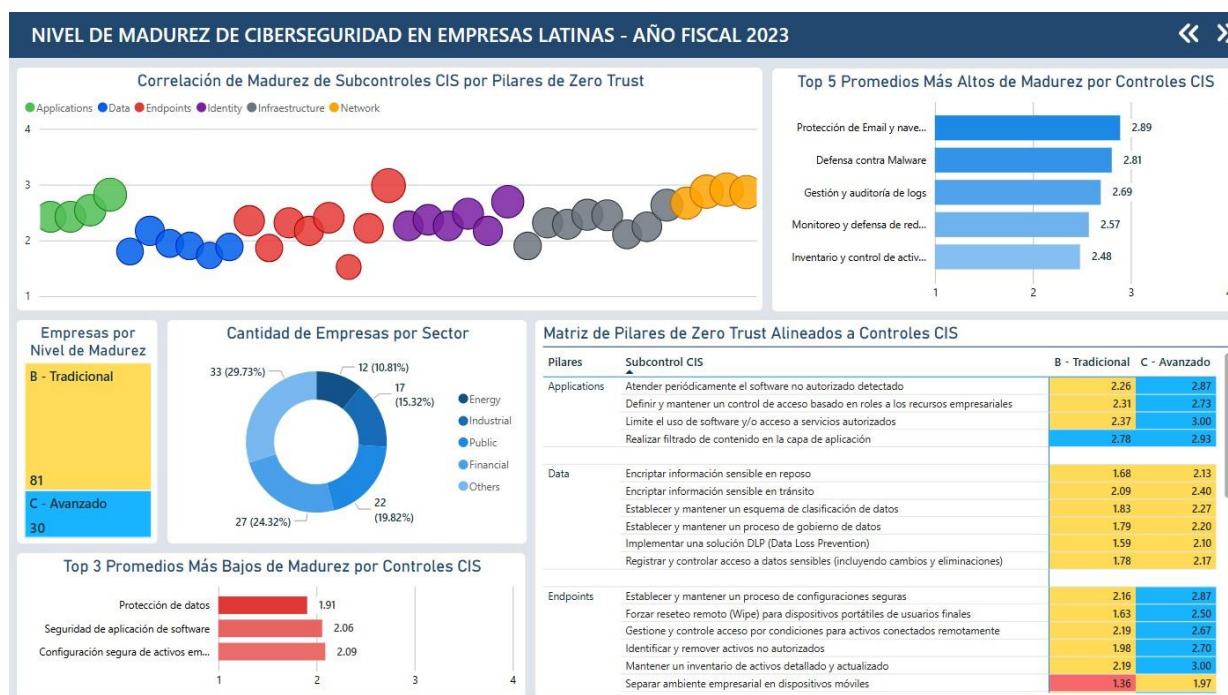 NIVEL DE MADUREZ DE CIBERSEGURIDAD EN EMPRESAS LATINAS - AÑO FISCAL 2023
Correlación de Madurez de Subcontroles CIS por Pilares de Zero Trust
Applications Data Endpoints Identity Infraestructure Network
4
3
2
1
Top 5 Promedios Más Altos de Madurez por Controles CIS
Protección de Email y nave... 2.89
Defensa contra Malware 2.81
Gestión y auditoría de logs 2.69
Monitoreo y defensa de red... 2.57
Inventario y control de activ... 2.48
1 2 3
Empresas por
Nivel de Madurez
B - Tradicional
81
C - Avanzado
30
Cantidad de Empresas por Sector
33 (29.73%)
12 (10.81%)
17
(15.32%)
22
(19.82%)
27 (24.32%)
Energy
Industrial
Public
Financial
Others
Top 3 Promedios Más Bajos de Madurez por Controles CIS
Protección de datos 1.91
Seguridad de aplicación de software 2.06
Configuración segura de activos em... 2.09
1 2 3 4
Matriz de Pilares de Zero Trust Alineados a Controles CIS
Pilares Subcontrol CIS B - Tradicional C - Avanzado
Applications Atender periódicamente el software no autorizado detectado 2.26 2.87
Definir y mantener un control de acceso basado en roles a los recursos empresariales 2.31 2.73
Limite el uso de software y/o acceso a servicios autorizados 2.37 3.00
Realizar filtrado de contenido en la capa de aplicación 2.78 2.93
Data Encriptar información sensible en reposo 1.68 2.13
Encriptar información sensible en tránsito 2.09 2.40
Establecer y mantener un esquema de clasificación de datos 1.83 2.27
Establecer y mantener un proceso de gobierno de datos 1.79 2.20
Implementar una solución DLP (Data Loss Prevention) 1.59 2.10
Registrar y controlar acceso a datos sensibles (incluyendo cambios y eliminaciones) 1.78 2.17
Endpoints Establecer y mantener un proceso de configuraciones seguras 2.16 2.87
Forzar reseteo remoto (Wipe) para dispositivos portátiles de usuarios finales 1.63 2.50
Gestione y controle acceso por condiciones para activos conectados remotamente 2.19 2.67
Identificar y remover activos no autorizados 1.98 2.70
Mantener un inventario de activos detallado y actualizado 2.19 3.00
Separar ambiente empresarial en dispositivos móviles 1.36 1.97